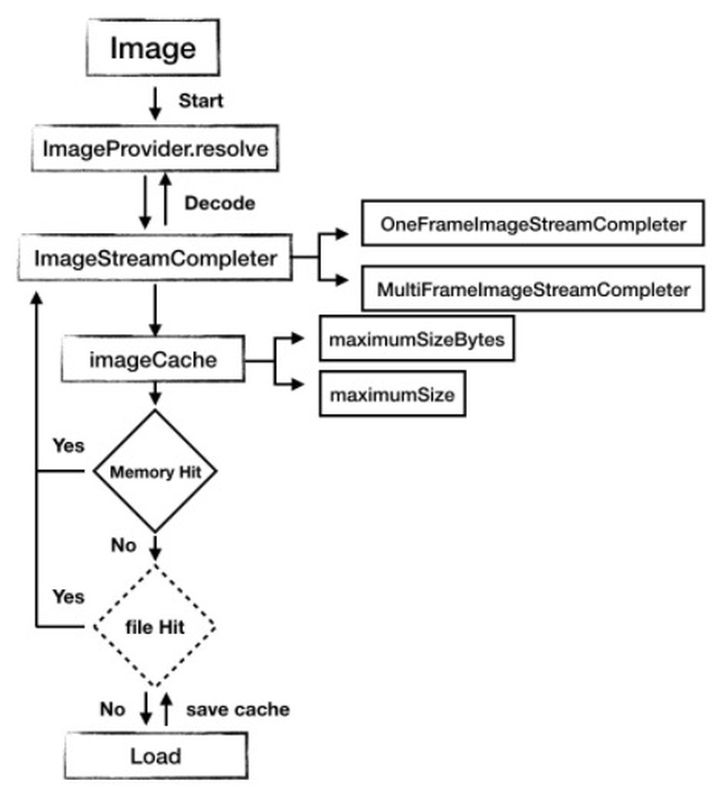 Image
Start
ImageProvider.resolve
Decode
OneFrameImageStreamCompleter
ImageStreamCompleter
MultiFrameImageStreamCompleter
maximumSizeBytes
imageCache
maximumSize
Yes
Memory Hit
No
Yes
file Hit
No
save cache
Load